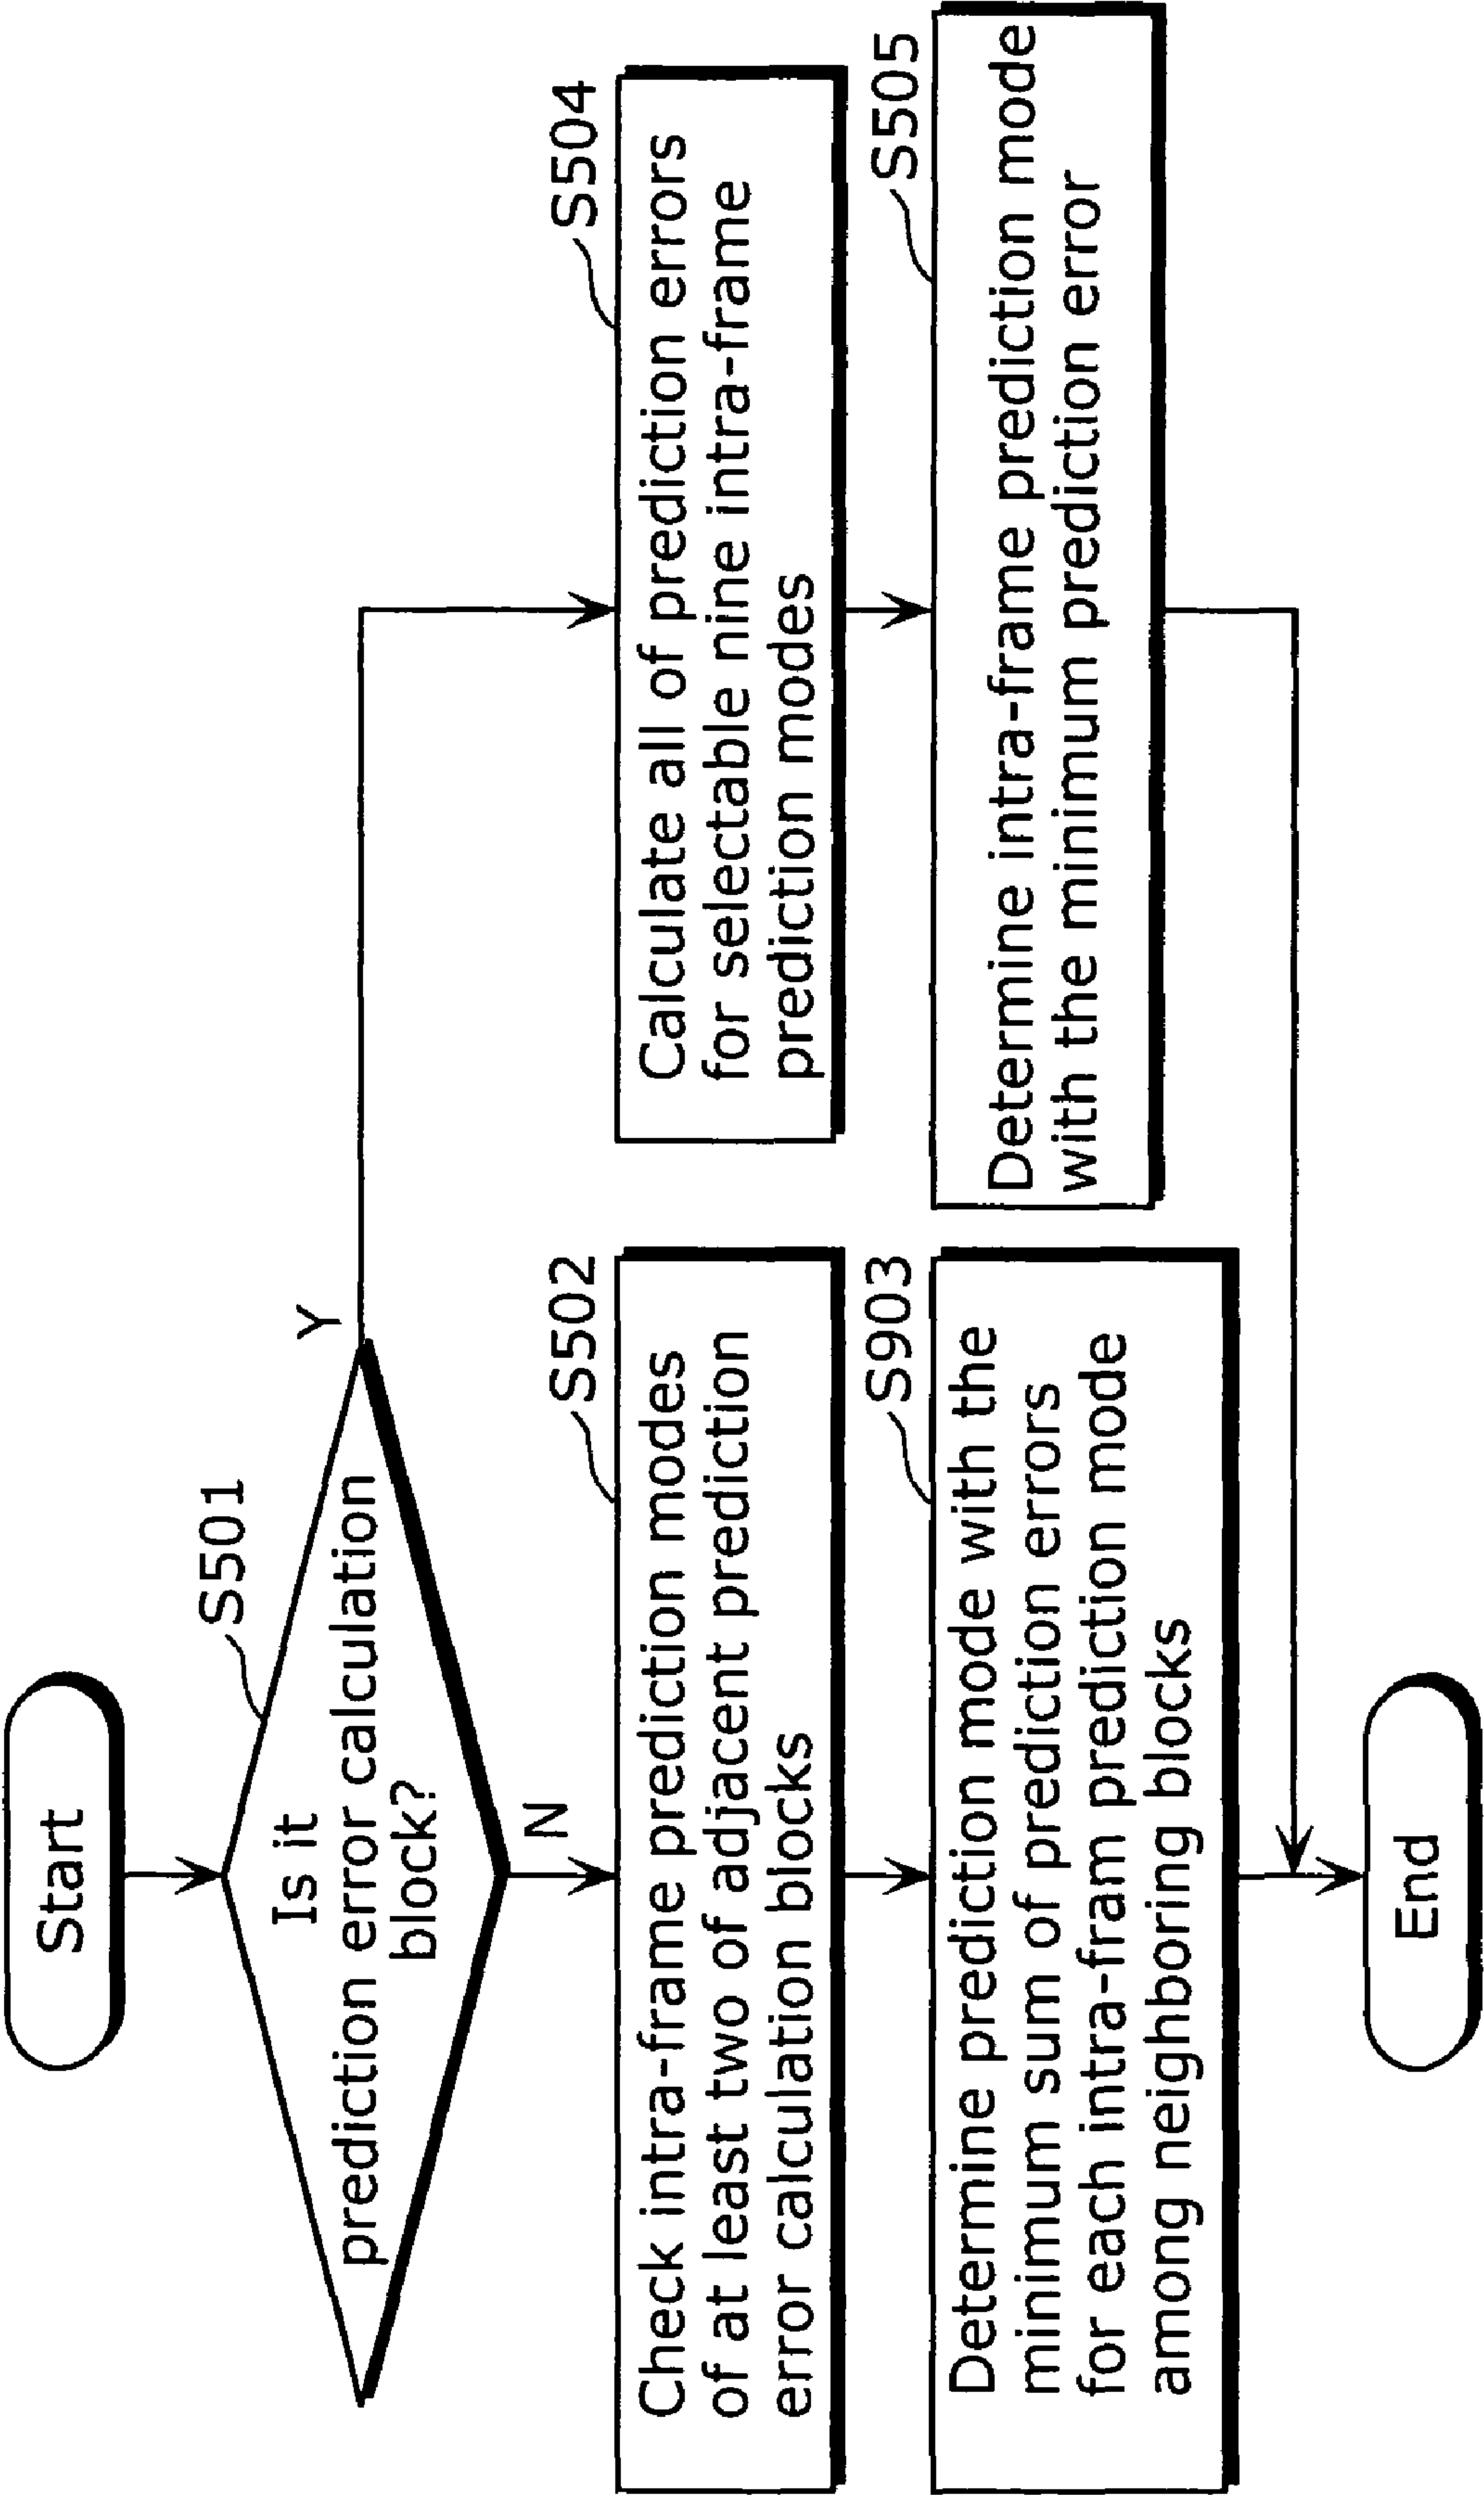 Start
S501
Is it
prediction error calculation
block?
Y
N
S502
Check intra-frame prediction modes
of at least two of adjacent prediction
error calculation blocks
S903
Determine prediction mode with the
minimum sum of prediction errors
for each intra-fram prediction mode
among neighboring blocks
S504
Calculate all of prediction errors
for selectable nine intra-frame
prediction modes
S505
Determine intra-frame prediction mode
with the minimum prediction error
End